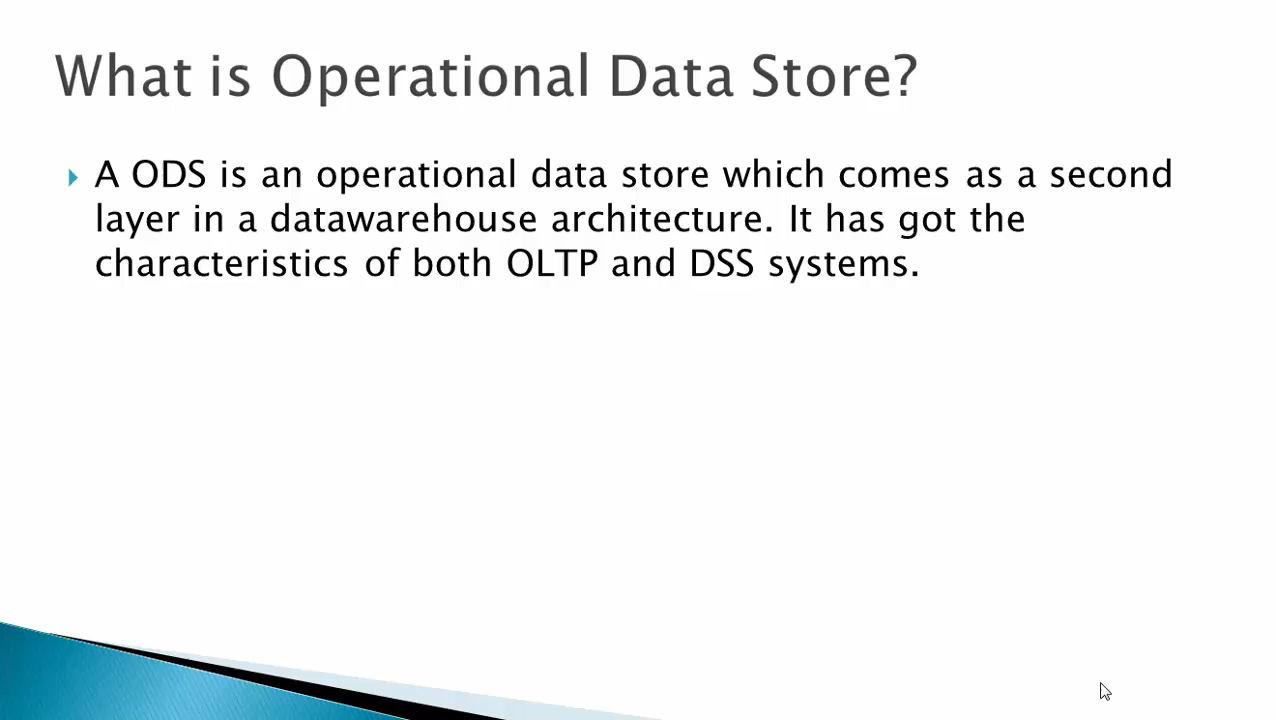 What is Operational Data Store?
A ODS is an operational data store which comes as a second
layer in a datawarehouse architecture. It has got the
characteristics of both OLTP and DSS systems.